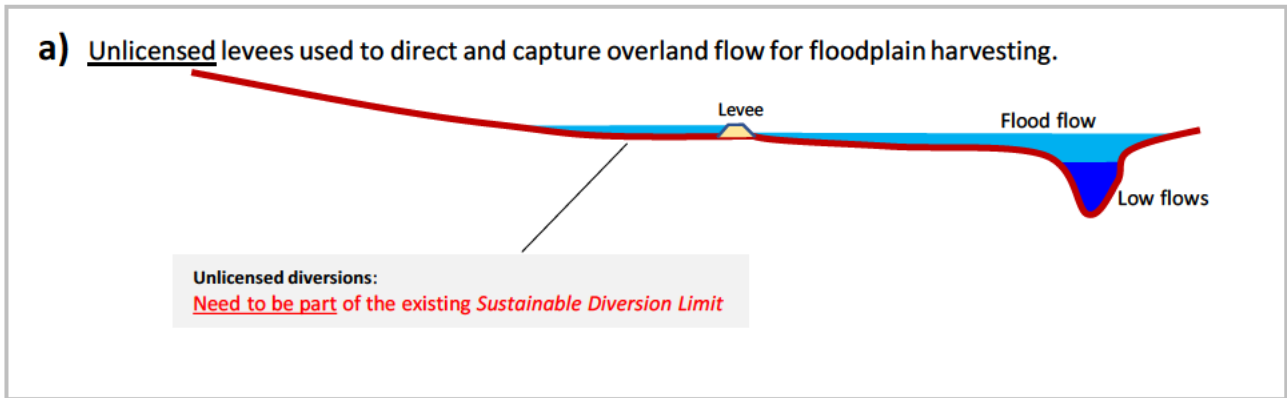 a) Unlicensed levees used to direct and capture overland flow for floodplain harvesting.
Levee
Flood flow
Low flows
Unlicensed diversions:
Need to be part of the existing Sustainable Diversion Limit